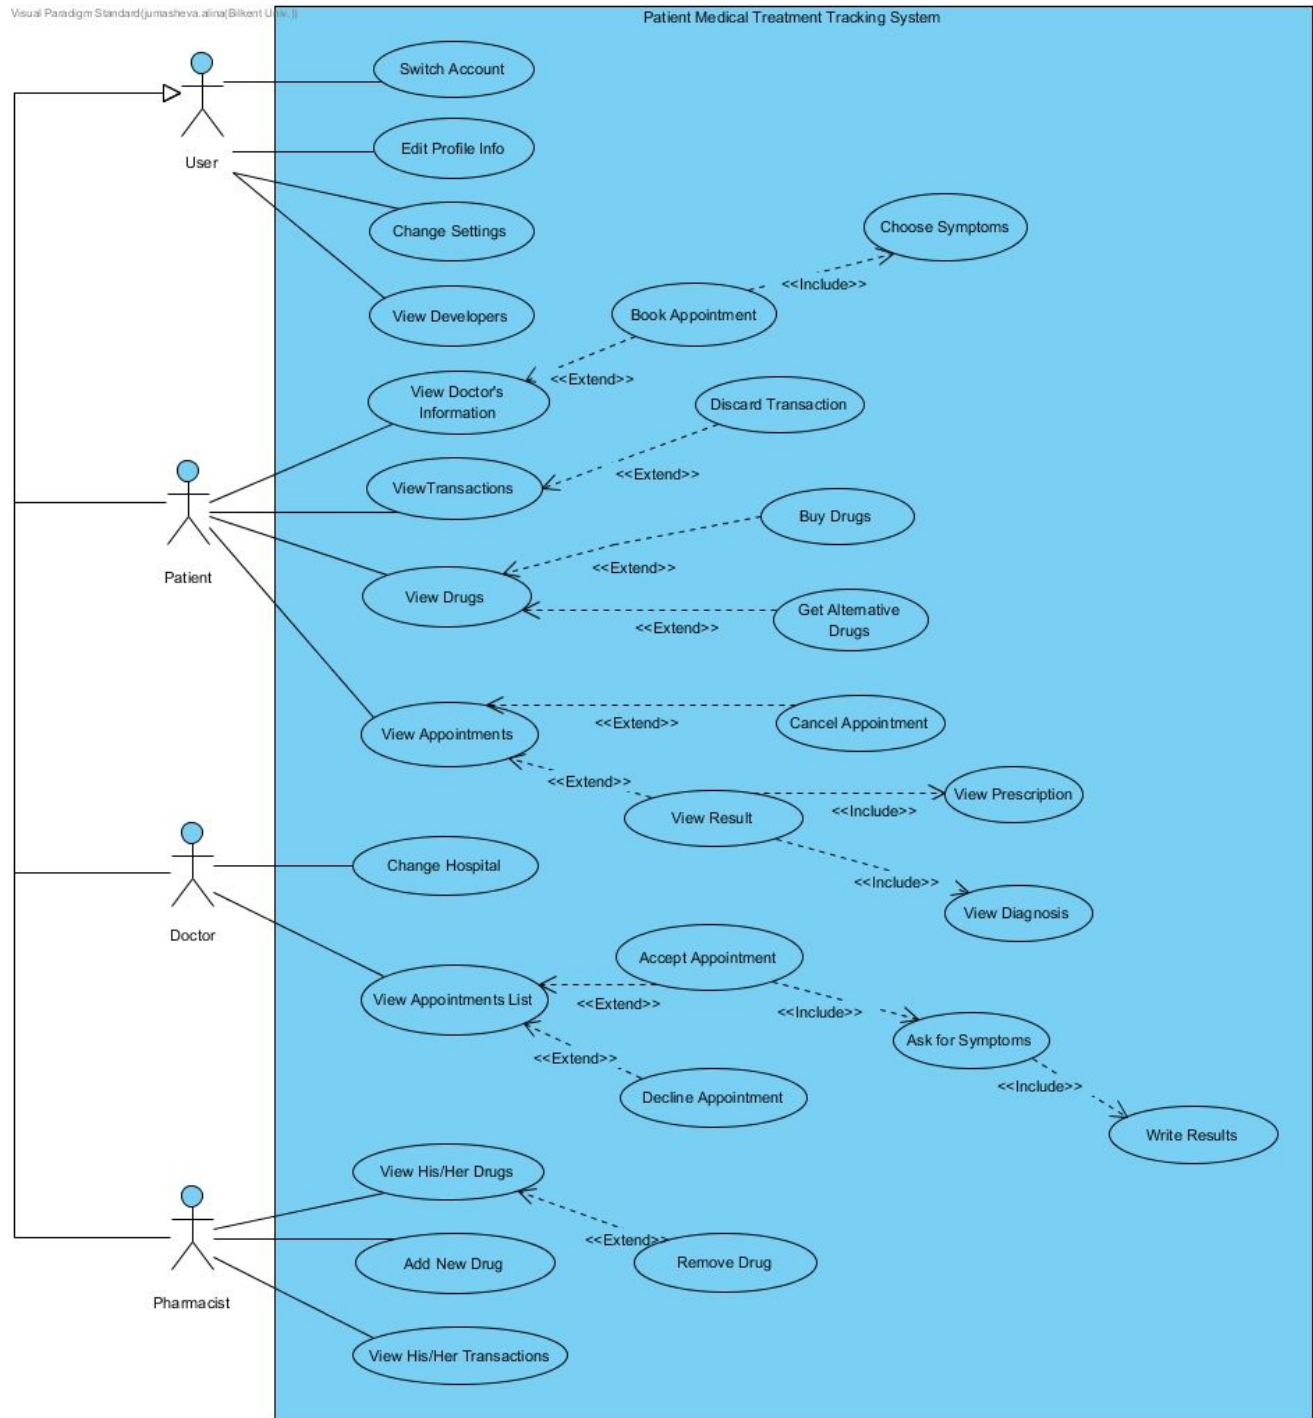 Visual Paradigm Standard(jumasheva.alina(Bilkent Univ.))
Patient Medical Treatment Tracking System
Switch Account
User
Edit Profile Info
Change Settings
Choose Symptoms
<<Include>>
View Developers
Book Appointment
<<Extend>>
View Doctor's
Information
Discard Transaction
<<Extend>>
ViewTransactions
Buy Drugs
Patient
<<Extend>>
View Drugs
Get Alternative
Drugs
<<Extend>>
View Appointments
<<Extend>>
Cancel Appointment
<<Extend>>
View Result
<<Include>>
View Prescription
Change Hospital
<<Include>>
View Diagnosis
Doctor
Accept Appointment
View Appointments List
<<Extend>>
<<Include>>
Ask for Symptoms
<<Extend>>
<<Include>>
Decline Appointment
Write Results
View His/Her Drugs
<<Extend>>
Add New Drug
Remove Drug
Pharmacist
View His/Her Transactions